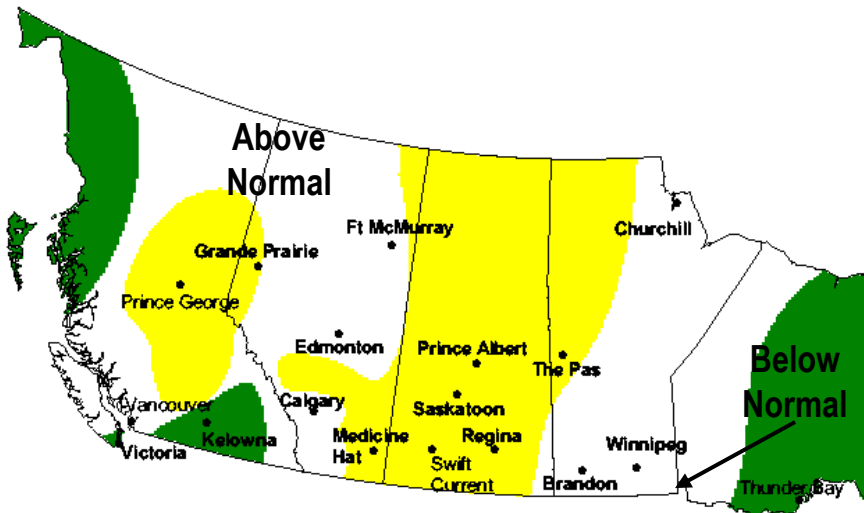 Above
Normal
Churchill
Ft McMurray
Grande Prairie
Prince George
Edmonton
Prince Albert
The Pas
Below
Normal
Calgary
Saskatoon
Vancouver
Kelowna
Victoria
Medicine
Hat
Regina
Swift
Current
Winnipeg
Brandon
Thunder Bay